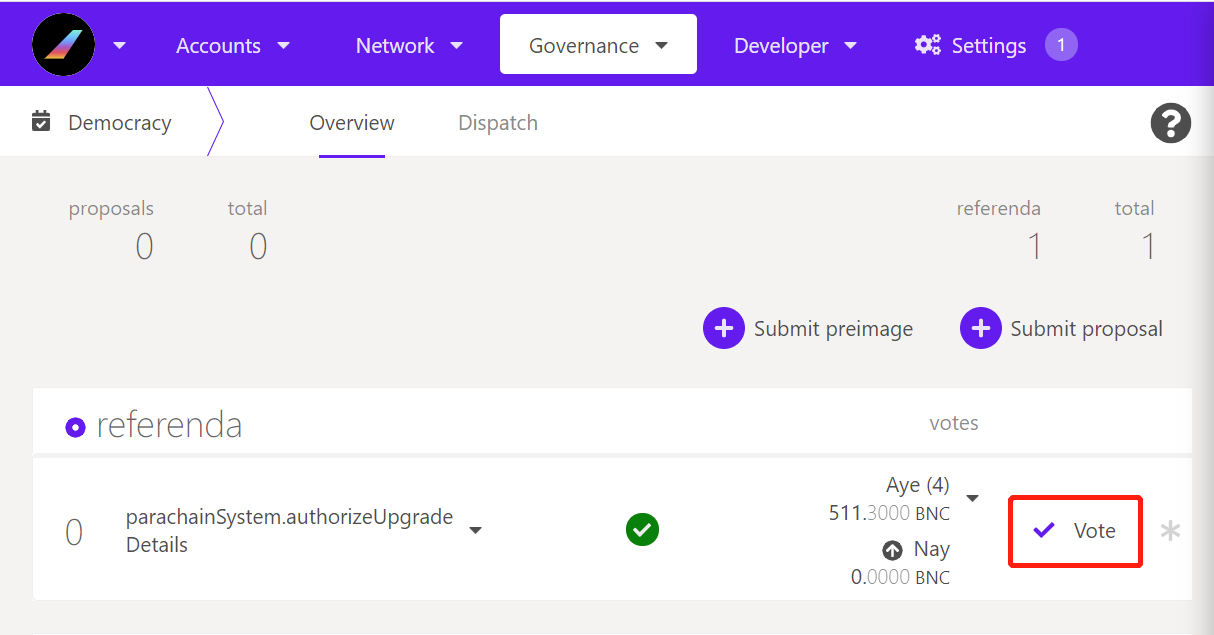 Accounts Network Governance Developer Settings 1
Democracy Overview Dispatch
proposals total referenda total
0 0 1 1
Submit preimage Submit proposal
referenda votes
0 parachainSystem.authorizeUpgrade
Details
Aye (4)
511.3000 BNC
Nay
0.0000 BNC
Vote